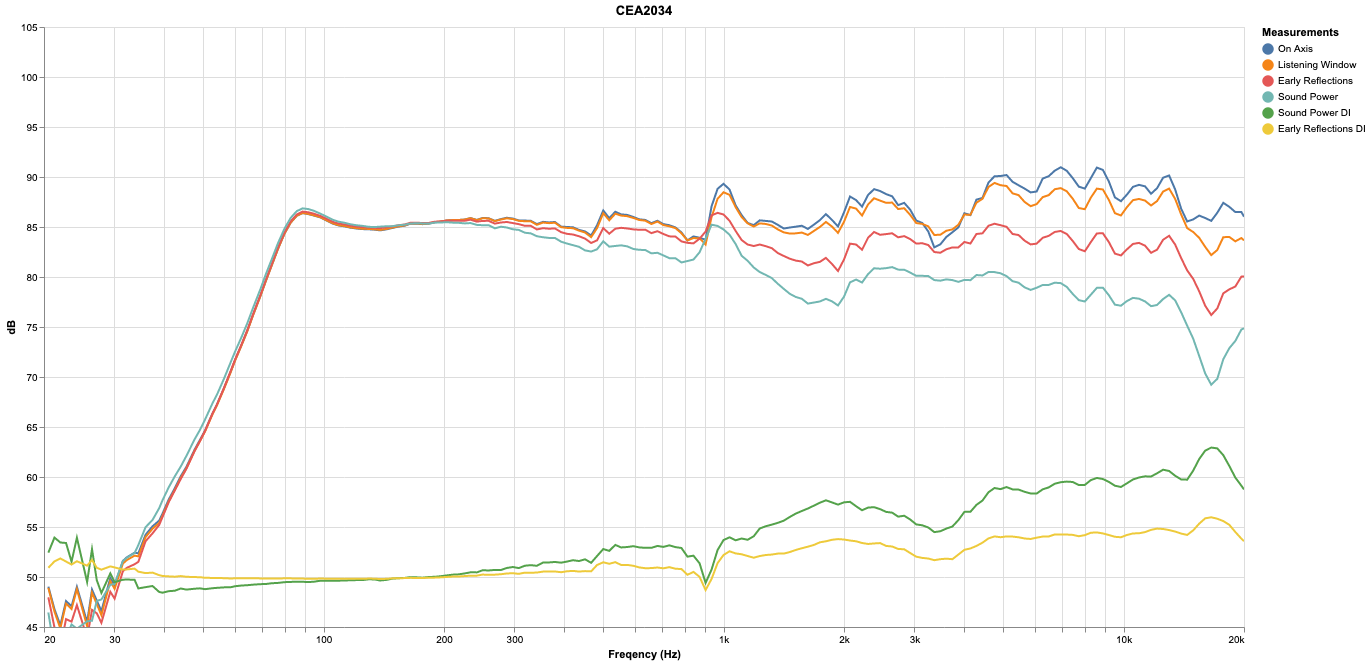 CEA2034
105
100
95
90
85
80
75
70
65
60
55
50
45
dB
20
30
100
200
300
1k
2k
3k
10k
20k
Freqency (Hz)
Measurements
On Axis
Listening Window
Early Reflections
Sound Power
Sound Power DI
Early Reflections DI